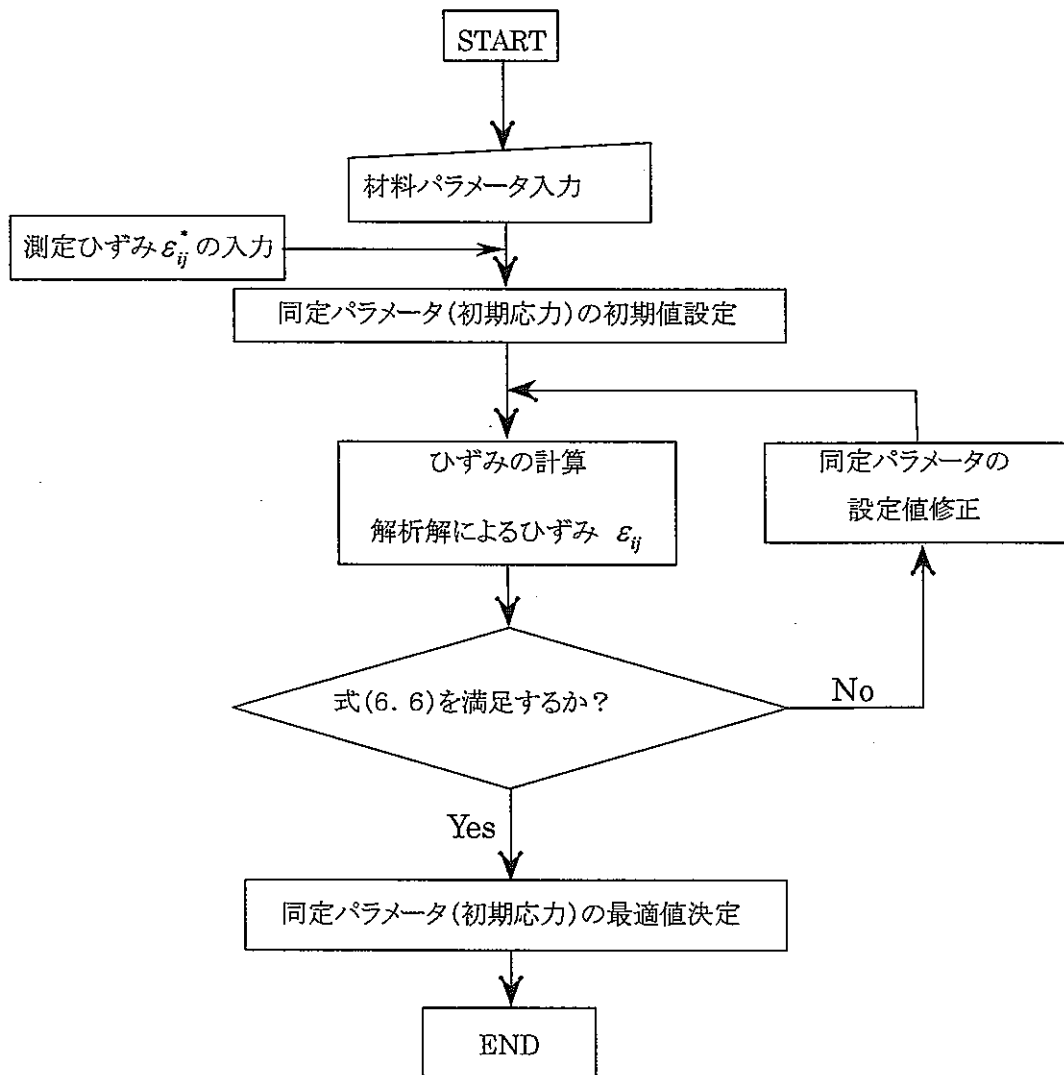 START
材料パラメータ入力
測定ひずみ ε*ij の入力
同定パラメータ(初期応力)の初期値設定
ひずみの計算
解析解によるひずみ εij
同定パラメータの
設定値修正
式(6. 6)を満足するか?
No
Yes
同定パラメータ(初期応力)の最適値決定
END